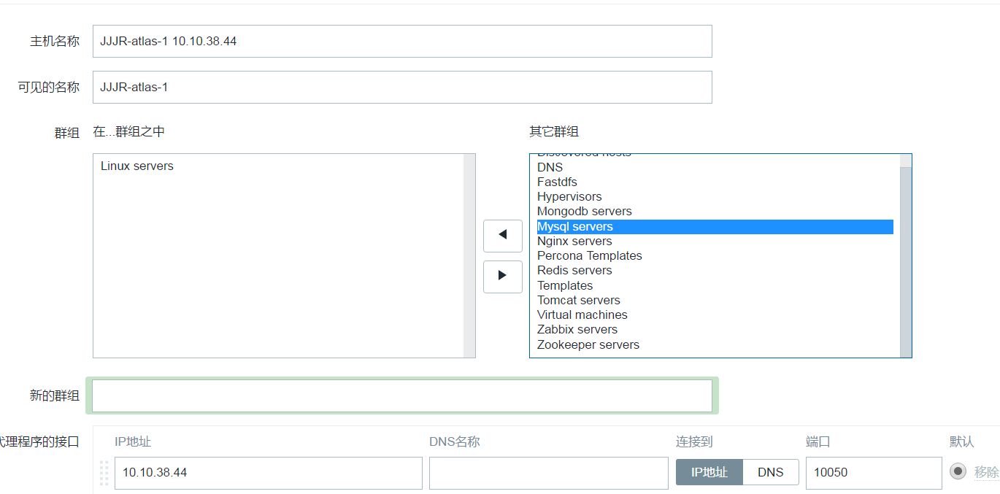 主机名称 JJJR-atlas-1 10.10.38.44
可见的名称 JJJR-atlas-1
群组 在...群组之中 其它群组
Linux servers
Discovered hosts
DNS
Fastdfs
Hypervisors
Mongodb servers
Mysql servers
Nginx servers
Percona Templates
Redis servers
Templates
Tomcat servers
Virtual machines
Zabbix servers
Zookeeper servers
新的群组
代理程序的接口 IP地址 DNS名称 连接到 端口 默认
10.10.38.44 IP地址 DNS 10050 移除